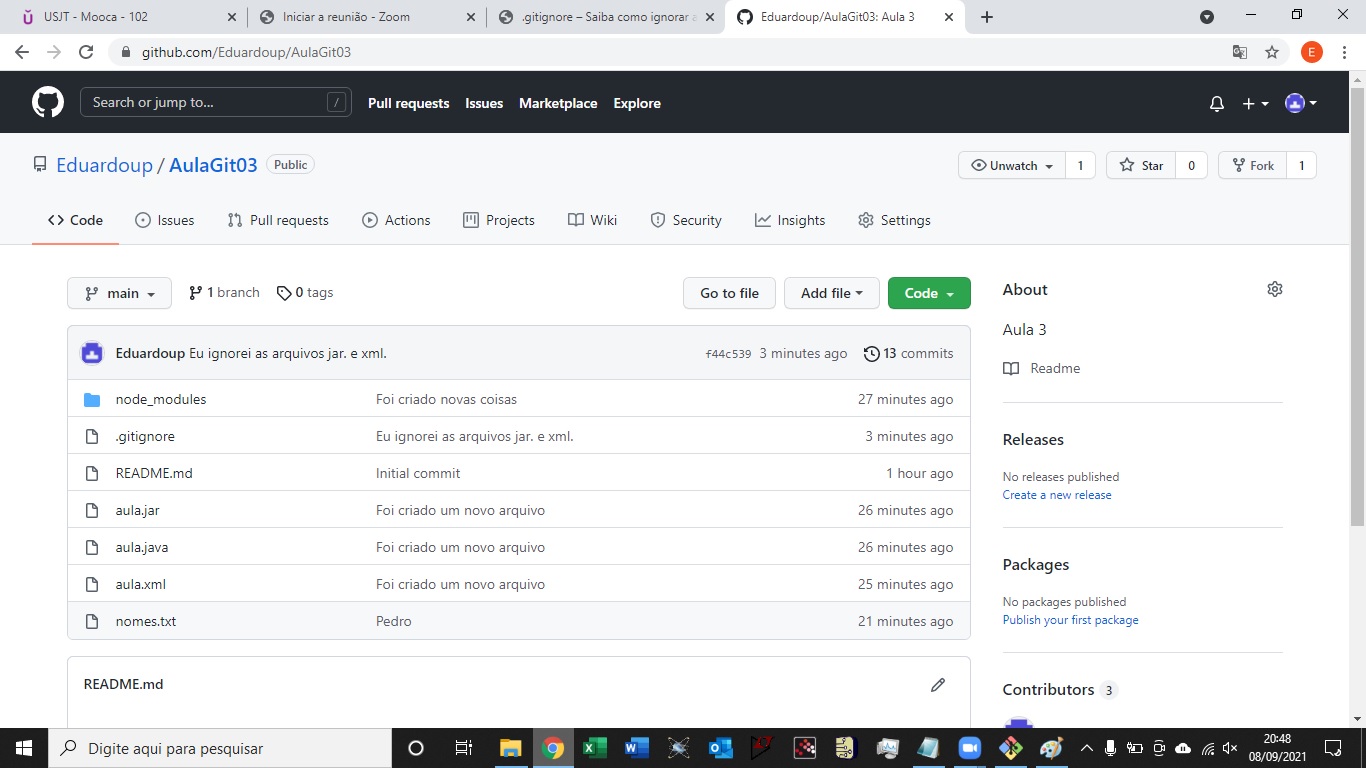 USJT - Mooca - 102
Iniciar a reunião - Zoom
.gitignore – Saiba como ignorar a
Eduardoup/AulaGit03: Aula 3
github.com/Eduardoup/AulaGit03
E
Search or jump to...
/
Pull requests
Issues
Marketplace
Explore
Eduardoup / AulaGit03
Public
Unwatch
1
Star
0
Fork
1
Code
Issues
Pull requests
Actions
Projects
Wiki
Security
Insights
Settings
main
1 branch
0 tags
Go to file
Add file
Code
Eduardoup Eu ignorei as arquivos jar. e xml.
f44c539 3 minutes ago
13 commits
node_modules
Foi criado novas coisas
27 minutes ago
.gitignore
Eu ignorei as arquivos jar. e xml.
3 minutes ago
README.md
Initial commit
1 hour ago
aula.jar
Foi criado um novo arquivo
26 minutes ago
aula.java
Foi criado um novo arquivo
26 minutes ago
aula.xml
Foi criado um novo arquivo
25 minutes ago
nomes.txt
Pedro
21 minutes ago
README.md
About
Aula 3
Readme
Releases
No releases published
Create a new release
Packages
No packages published
Publish your first package
Contributors 3
Digite aqui para pesquisar
20:48
08/09/2021